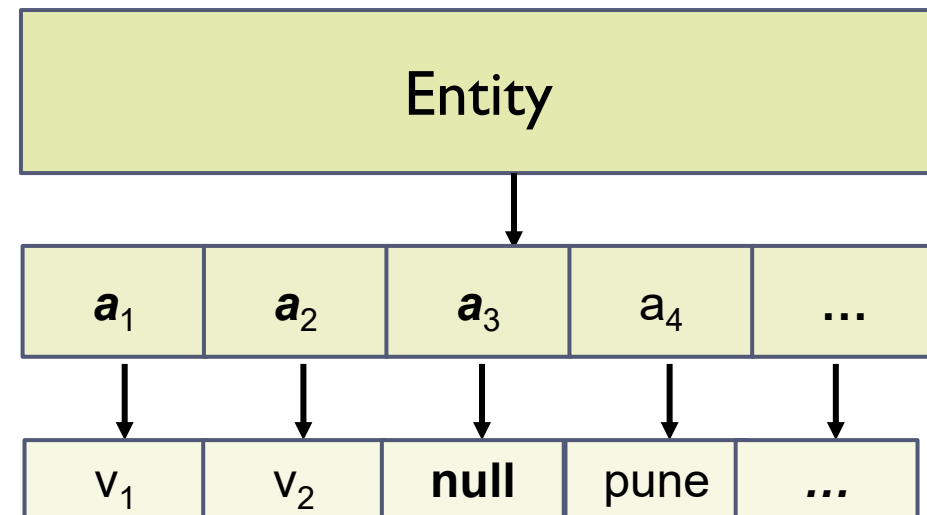 Entity
a₁ a₂ a₃ a₄ ...
v₁ v₂ null pune ...